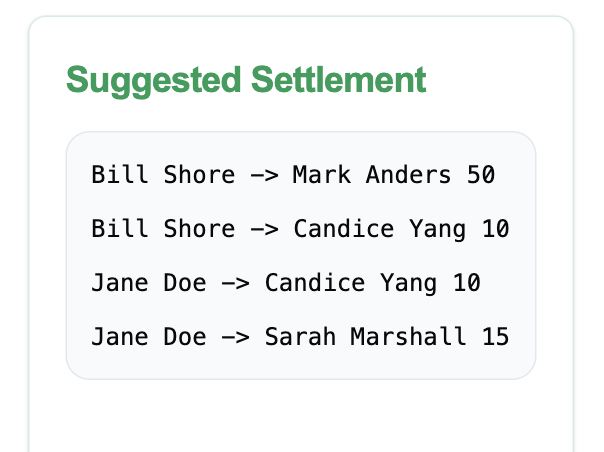 Suggested Settlement
Bill Shore –> Mark Anders 50
Bill Shore –> Candice Yang 10
Jane Doe –> Candice Yang 10
Jane Doe –> Sarah Marshall 15